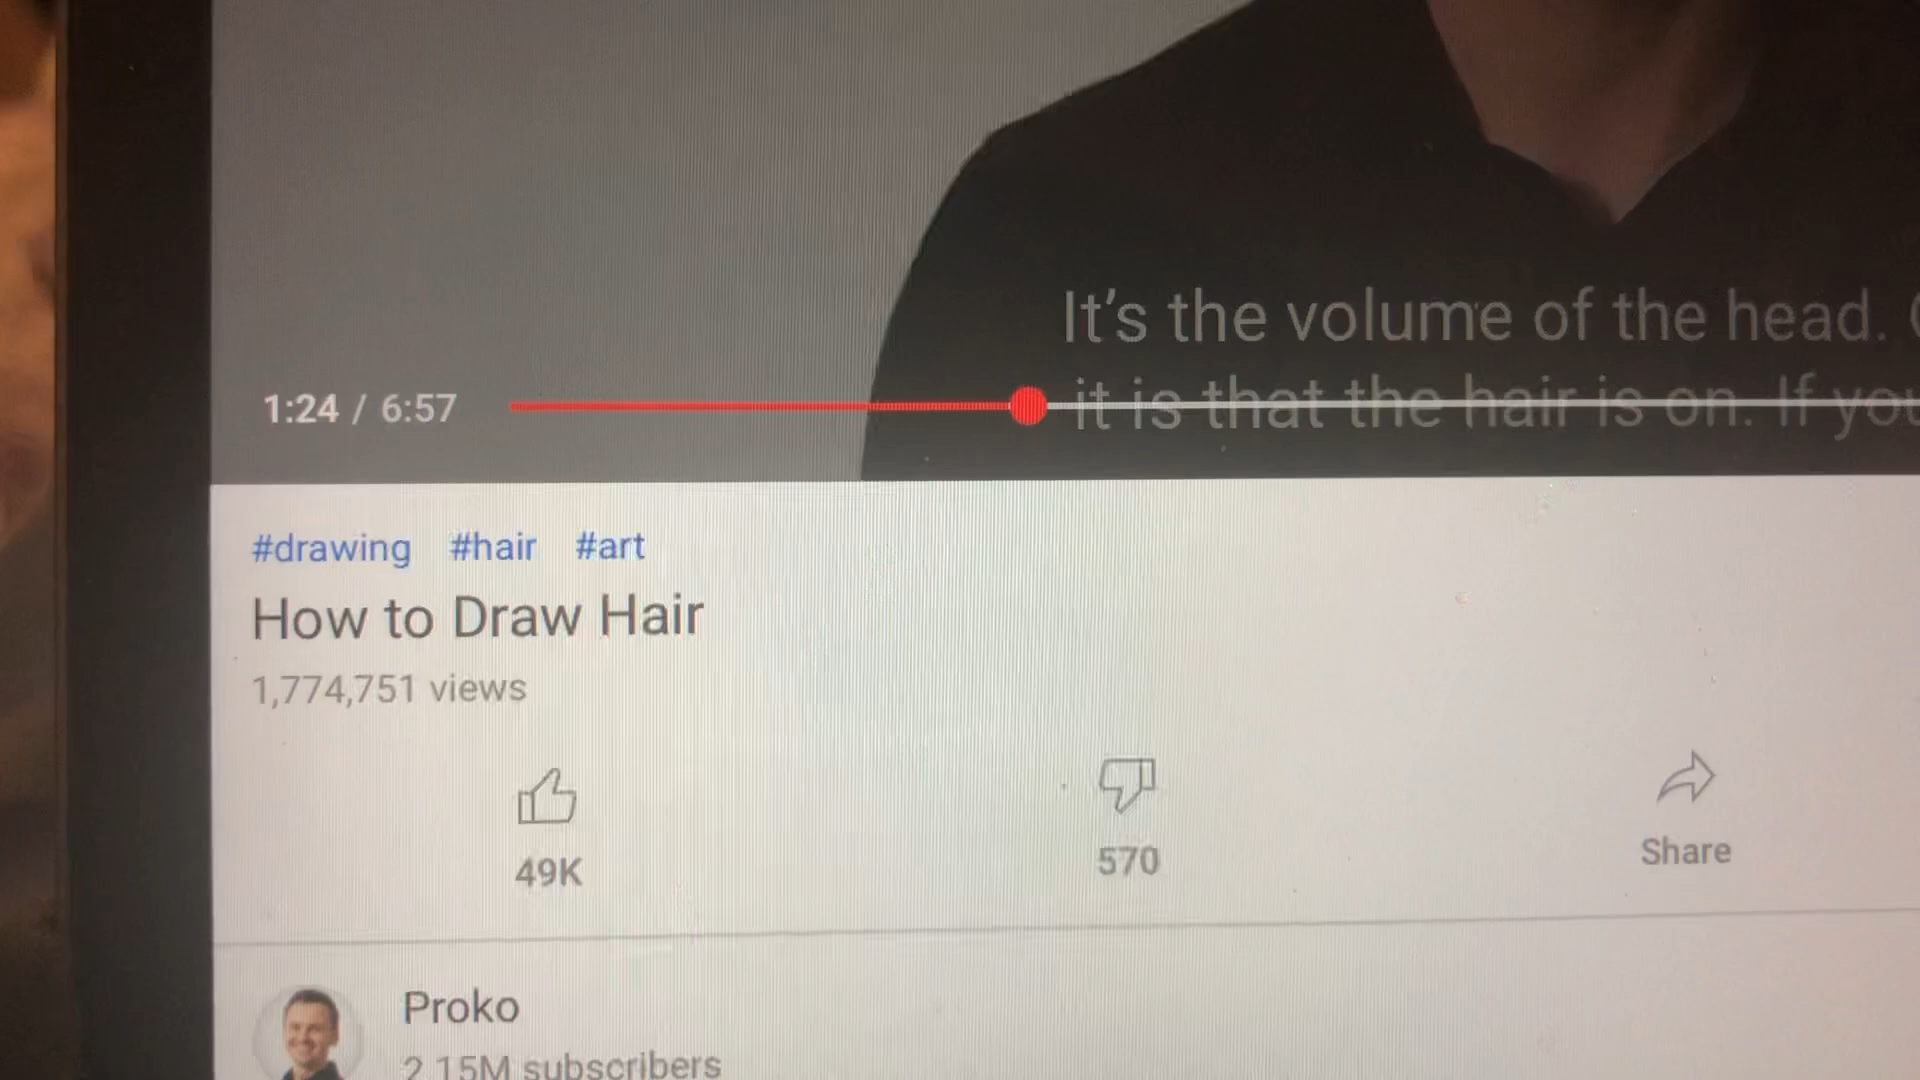 It's the volume of the head.
1:24 / 6:57
it is that the hair is on. If you
#drawing #hair #art
How to Draw Hair
1,774,751 views
49K
570
Share
Proko
2.15M subscribers